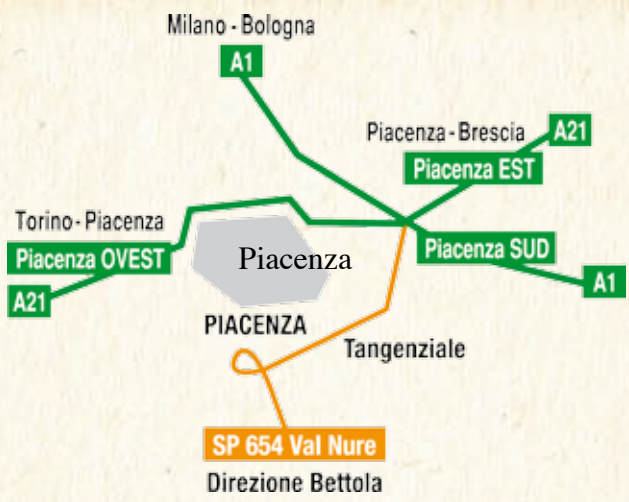 Milano - Bologna
A1
Piacenza - Brescia
A21
Piacenza EST
Torino - Piacenza
Piacenza OVEST
A21
Piacenza
Piacenza SUD
A1
PIACENZA
Tangenziale
SP 654 Val Nure
Direzione Bettola